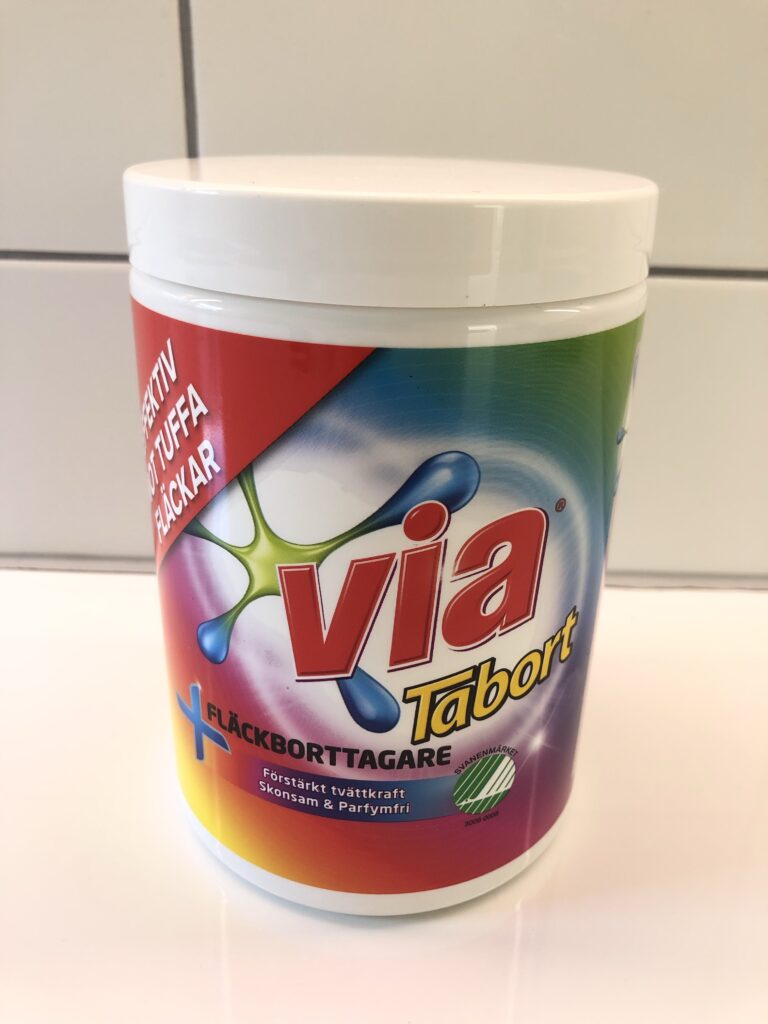 FLÄCKAR
TUFFA
via®
Tabort
FLÄCKBORTTAGARE
Förstärkt tvättkraft
Skonsam & Parfymfri
SVANENMÄRKET